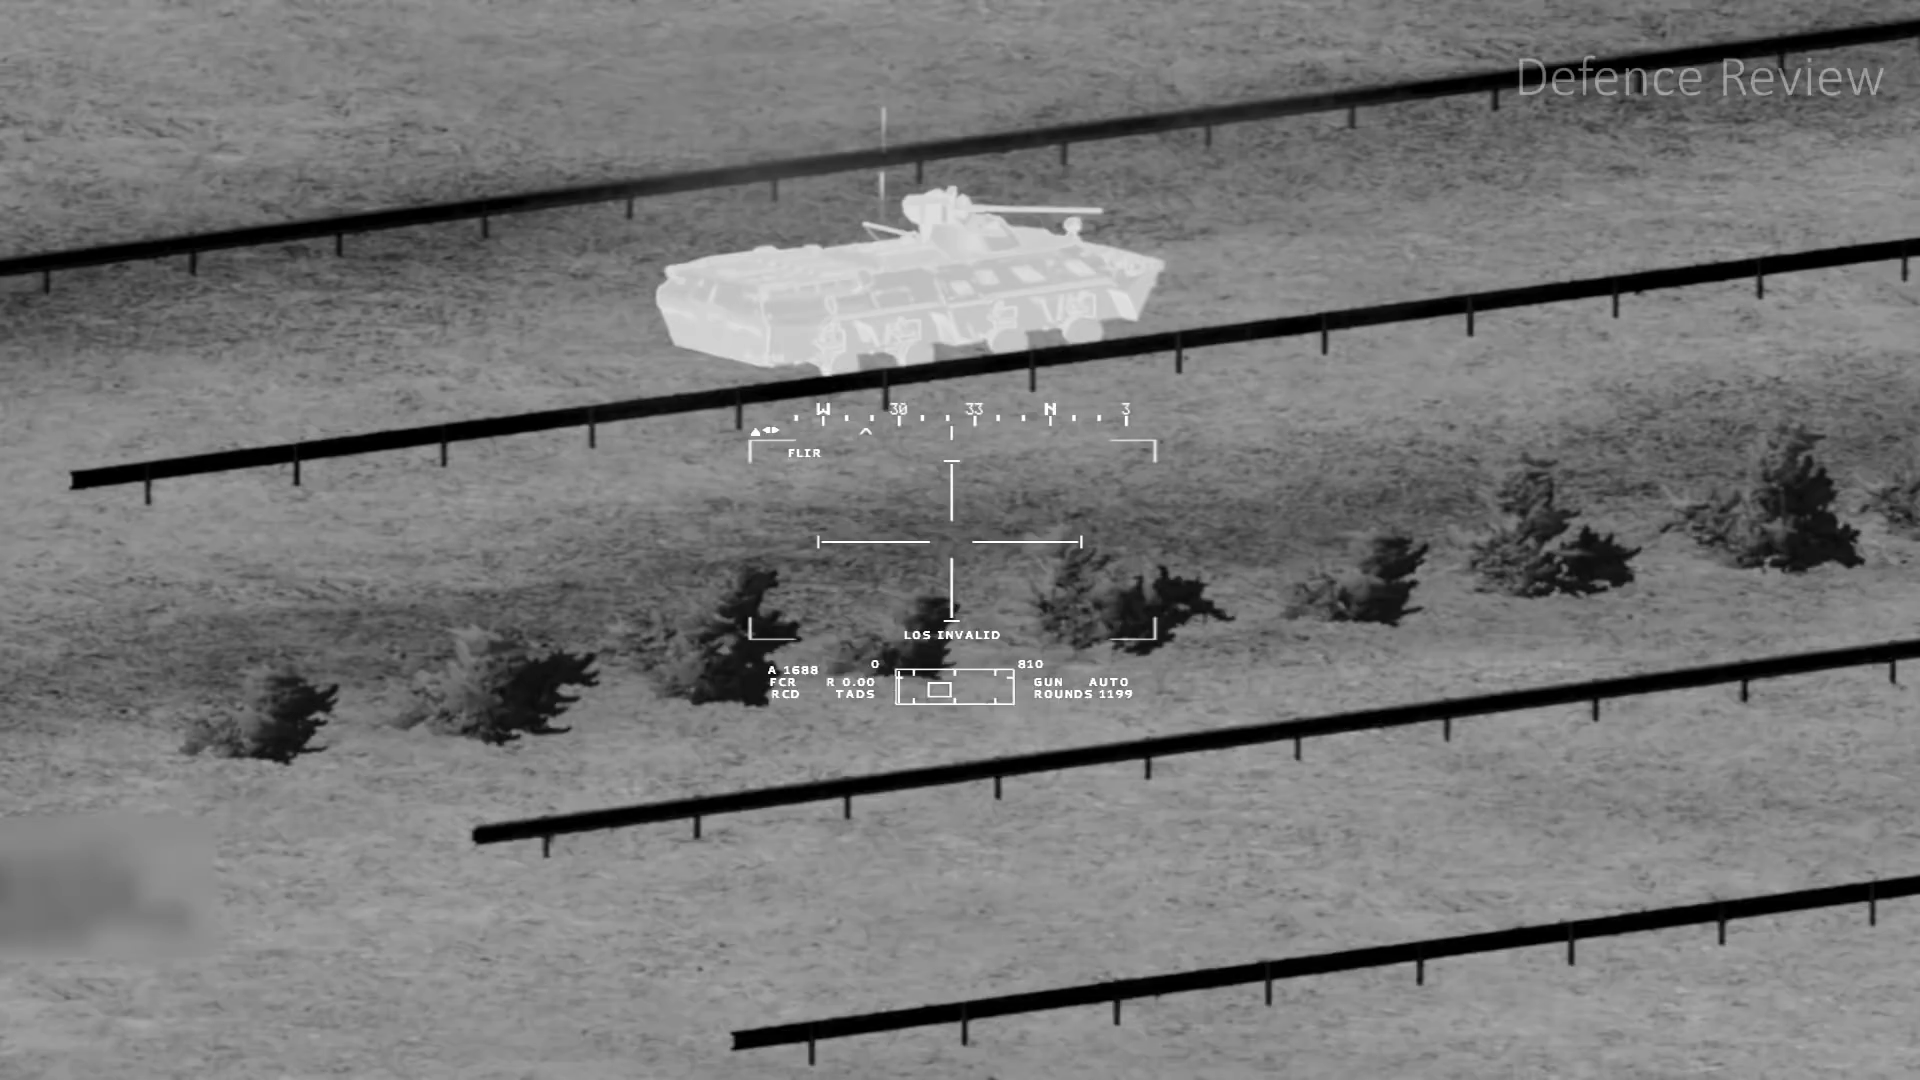 Defence Review
W 30 33 N 3
FLIR
LOS INVALID
A 1688 0 810
FCR R 0.00 GUN AUTO
RCD TADS ROUNDS 1199